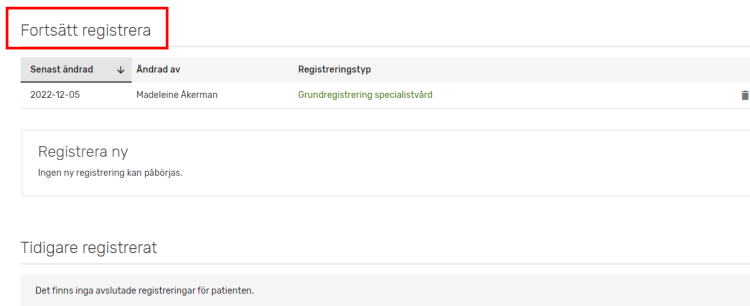 Fortsätt registrera
Senast ändrad Ändrad av Registreringstyp
2022-12-05 Madeleine Åkerman Grundregistrering specialistvård
Registrera ny
Ingen ny registrering kan påbörjas.
Tidigare registrerat
Det finns inga avslutade registreringar för patienten.